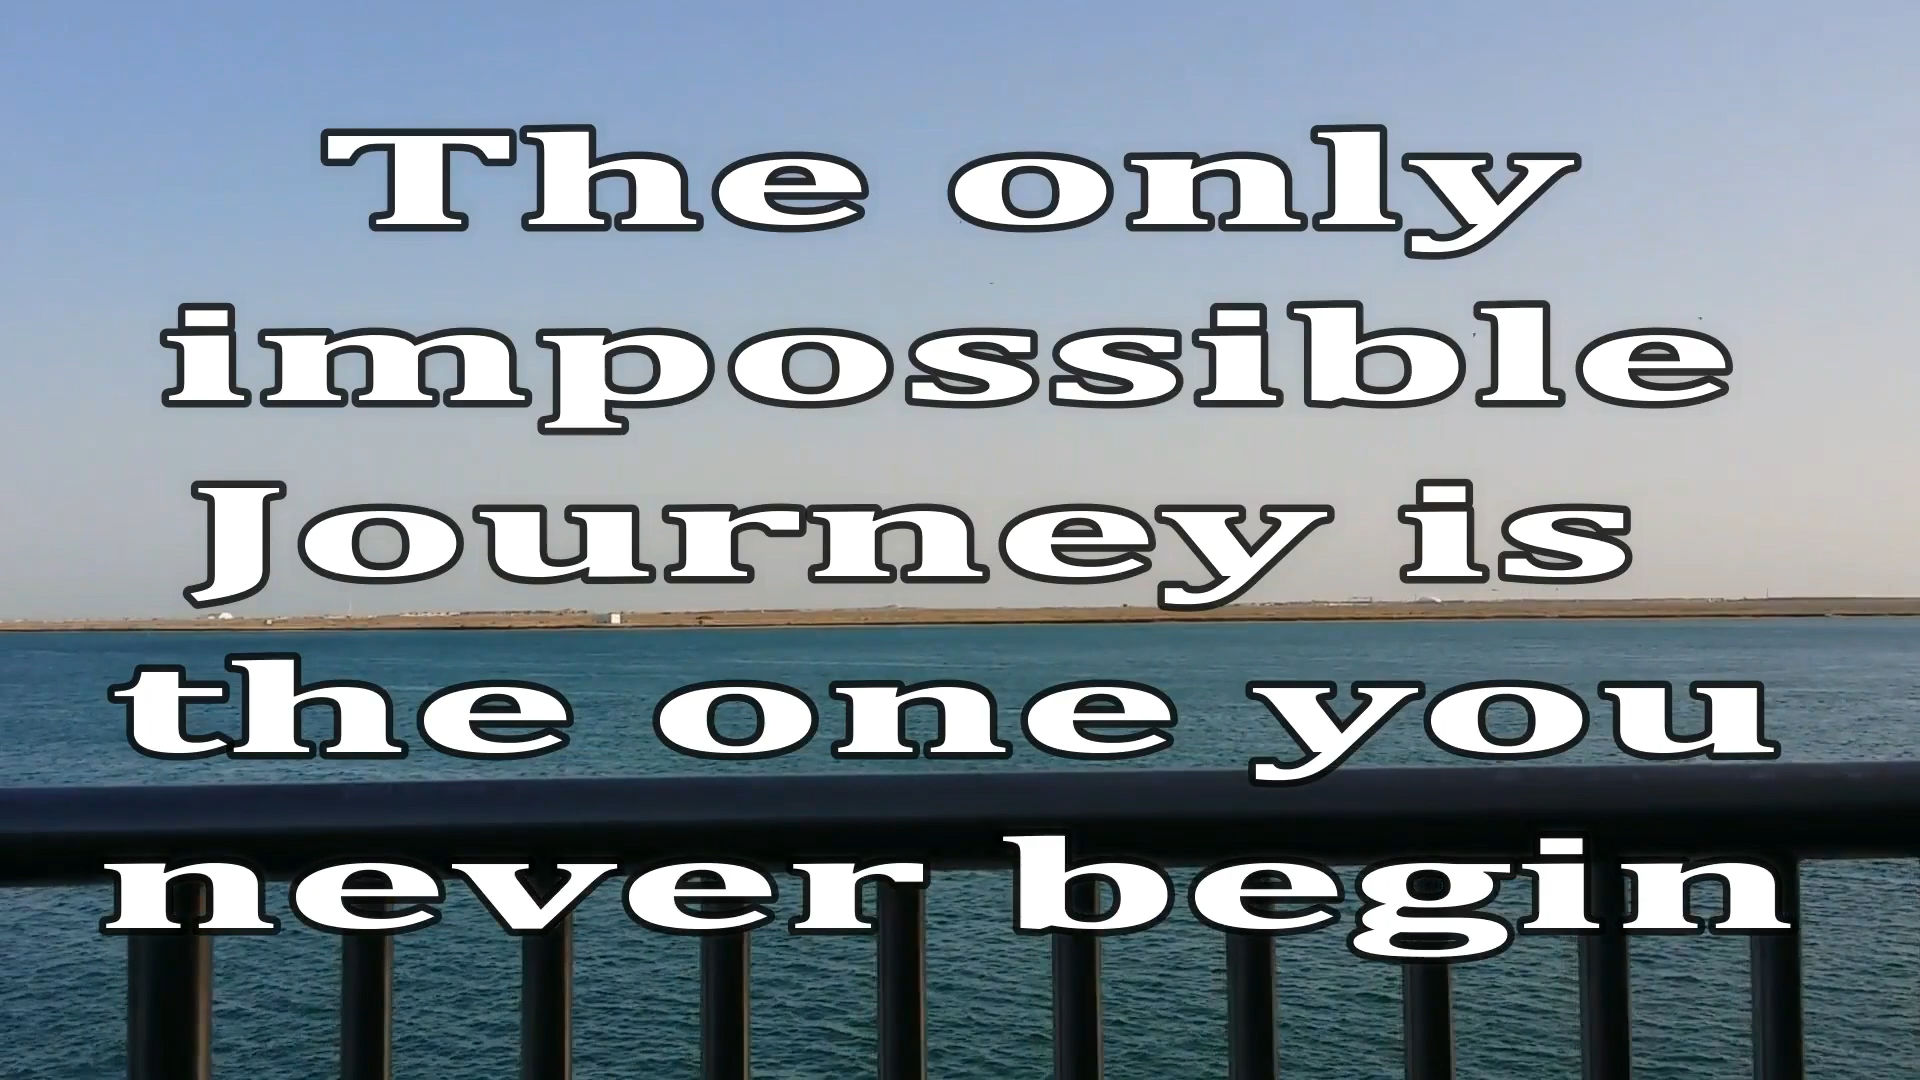 The only
impossible
Journey is
the one you
never begin